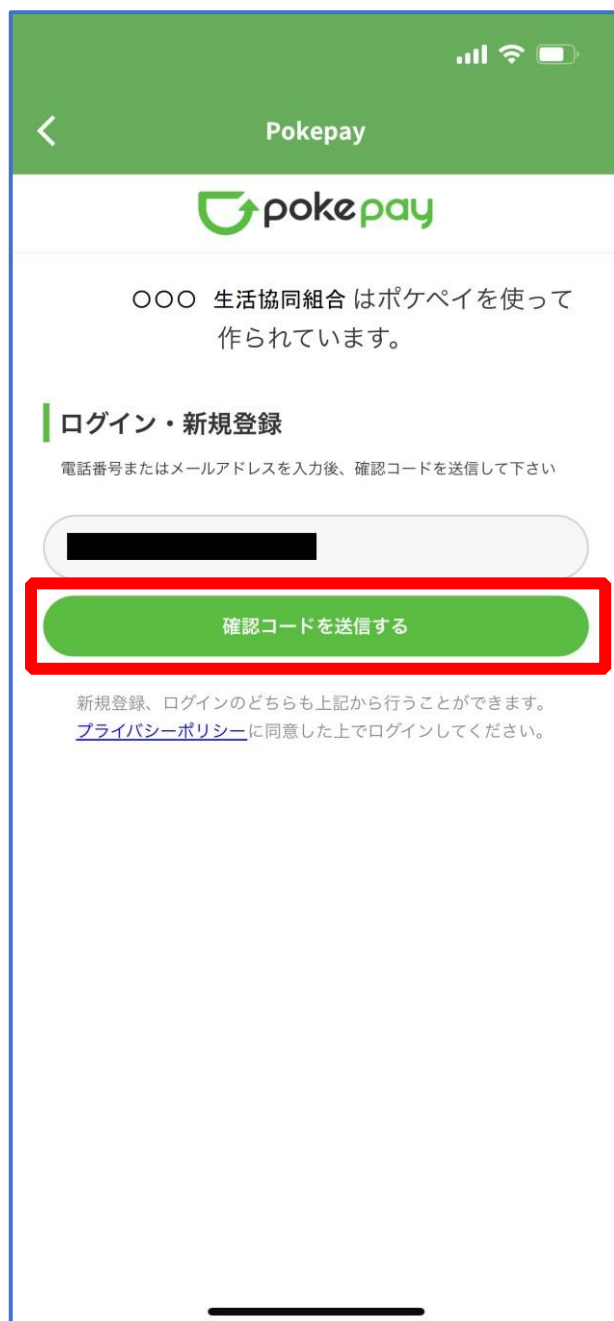 Pokepay
pokepay
○○○ 生活協同組合 はポケペイを使って
作られています。
ログイン・新規登録
電話番号またはメールアドレスを入力後、確認コードを送信して下さい
確認コードを送信する
新規登録、ログインのどちらも上記から行うことができます。
プライバシーポリシーに同意した上でログインしてください。